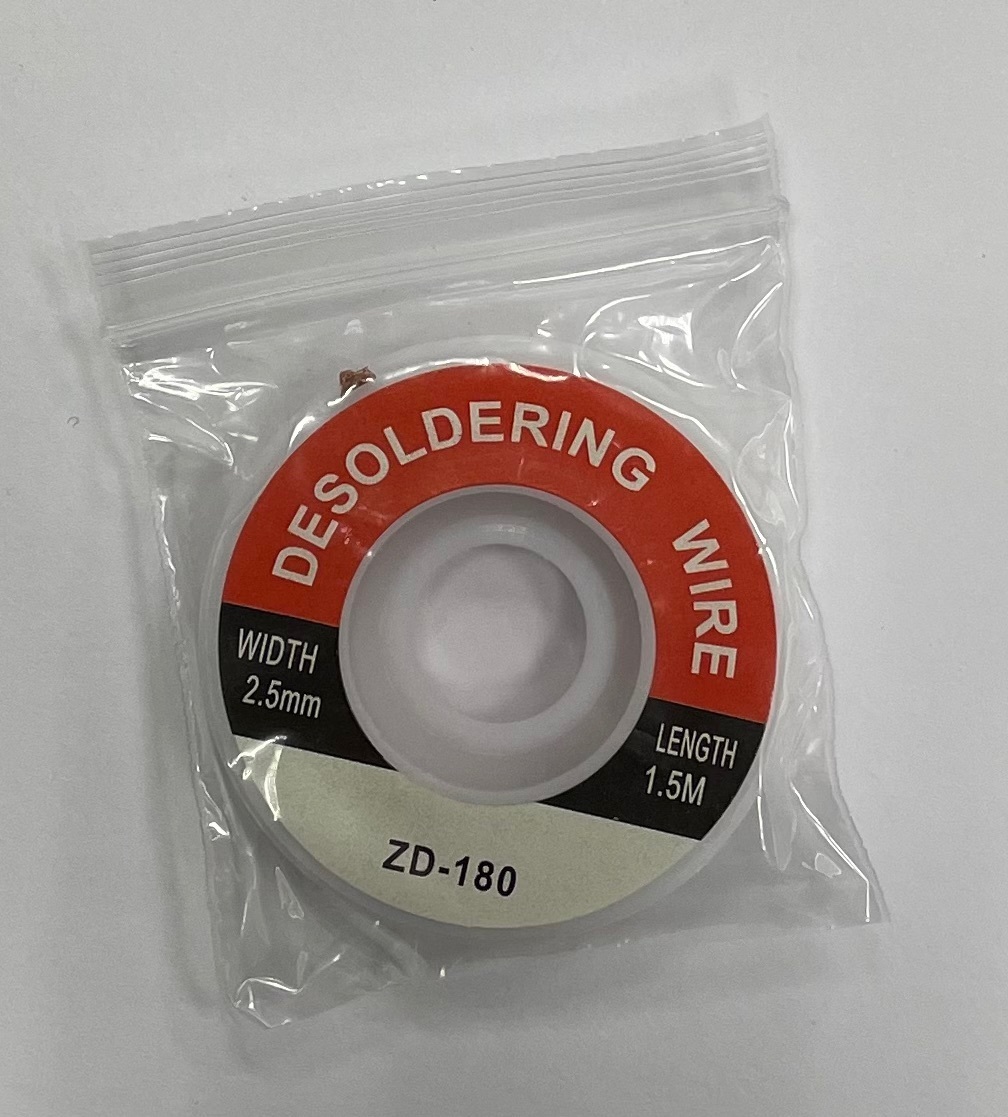 DESOLDERING WIRE
WIDTH
2.5mm
LENGTH
1.5M
ZD-180